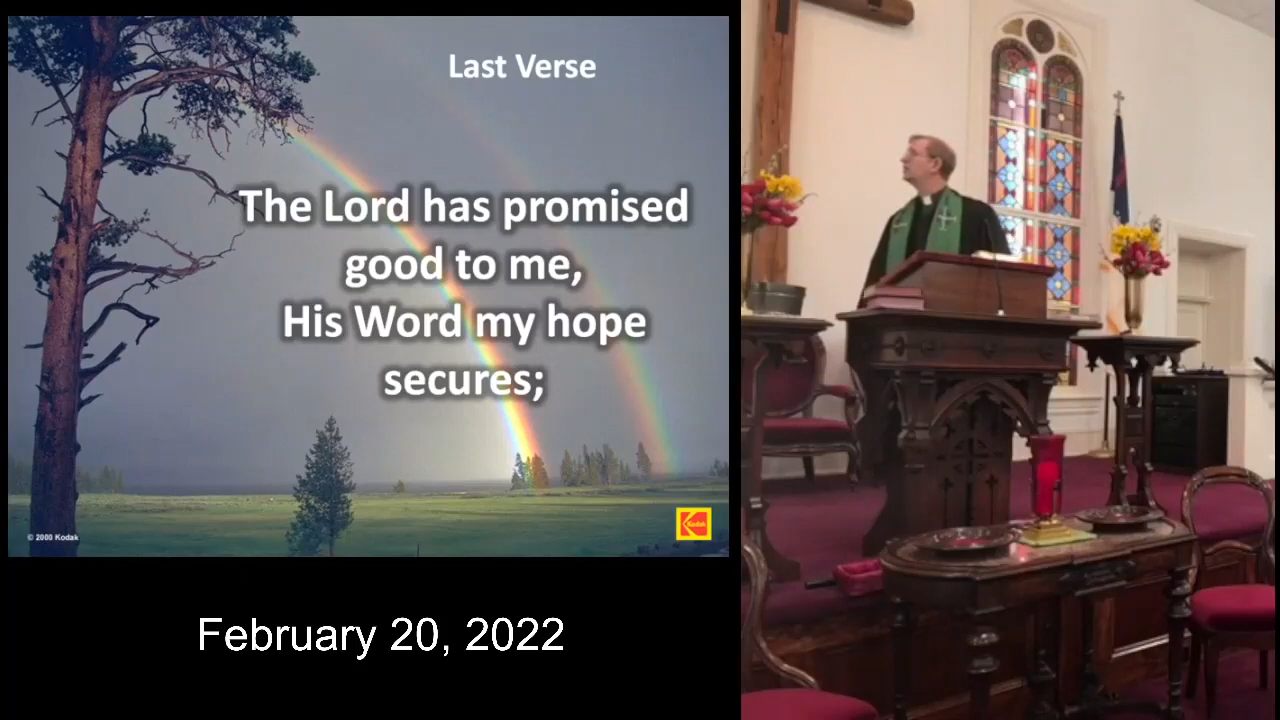 Last Verse
The Lord has promised
good to me,
His Word my hope
secures;
© 2000 Kodak
Kodak
February 20, 2022